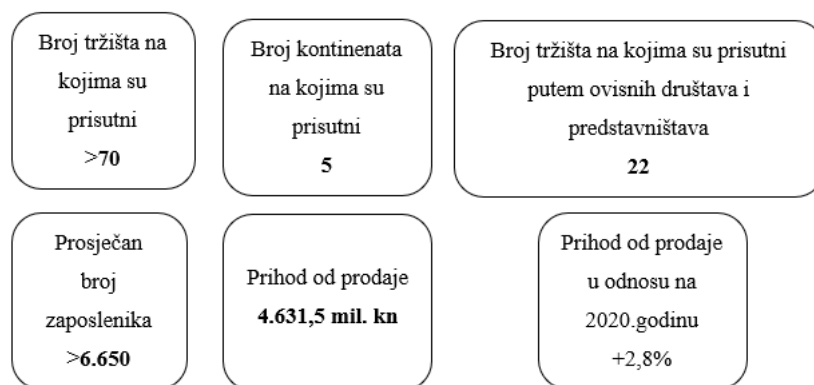 Broj tržišta na
kojima su
prisutni
>70
Broj kontinenata
na kojima su
prisutni
5
Broj tržišta na kojima su prisutni
putem ovisnih društava i
predstavništava
22
Prosječan
broj
zaposlenika
>6.650
Prihod od prodaje
4.631,5 mil. kn
Prihod od prodaje
u odnosu na
2020.godinu
+2,8%